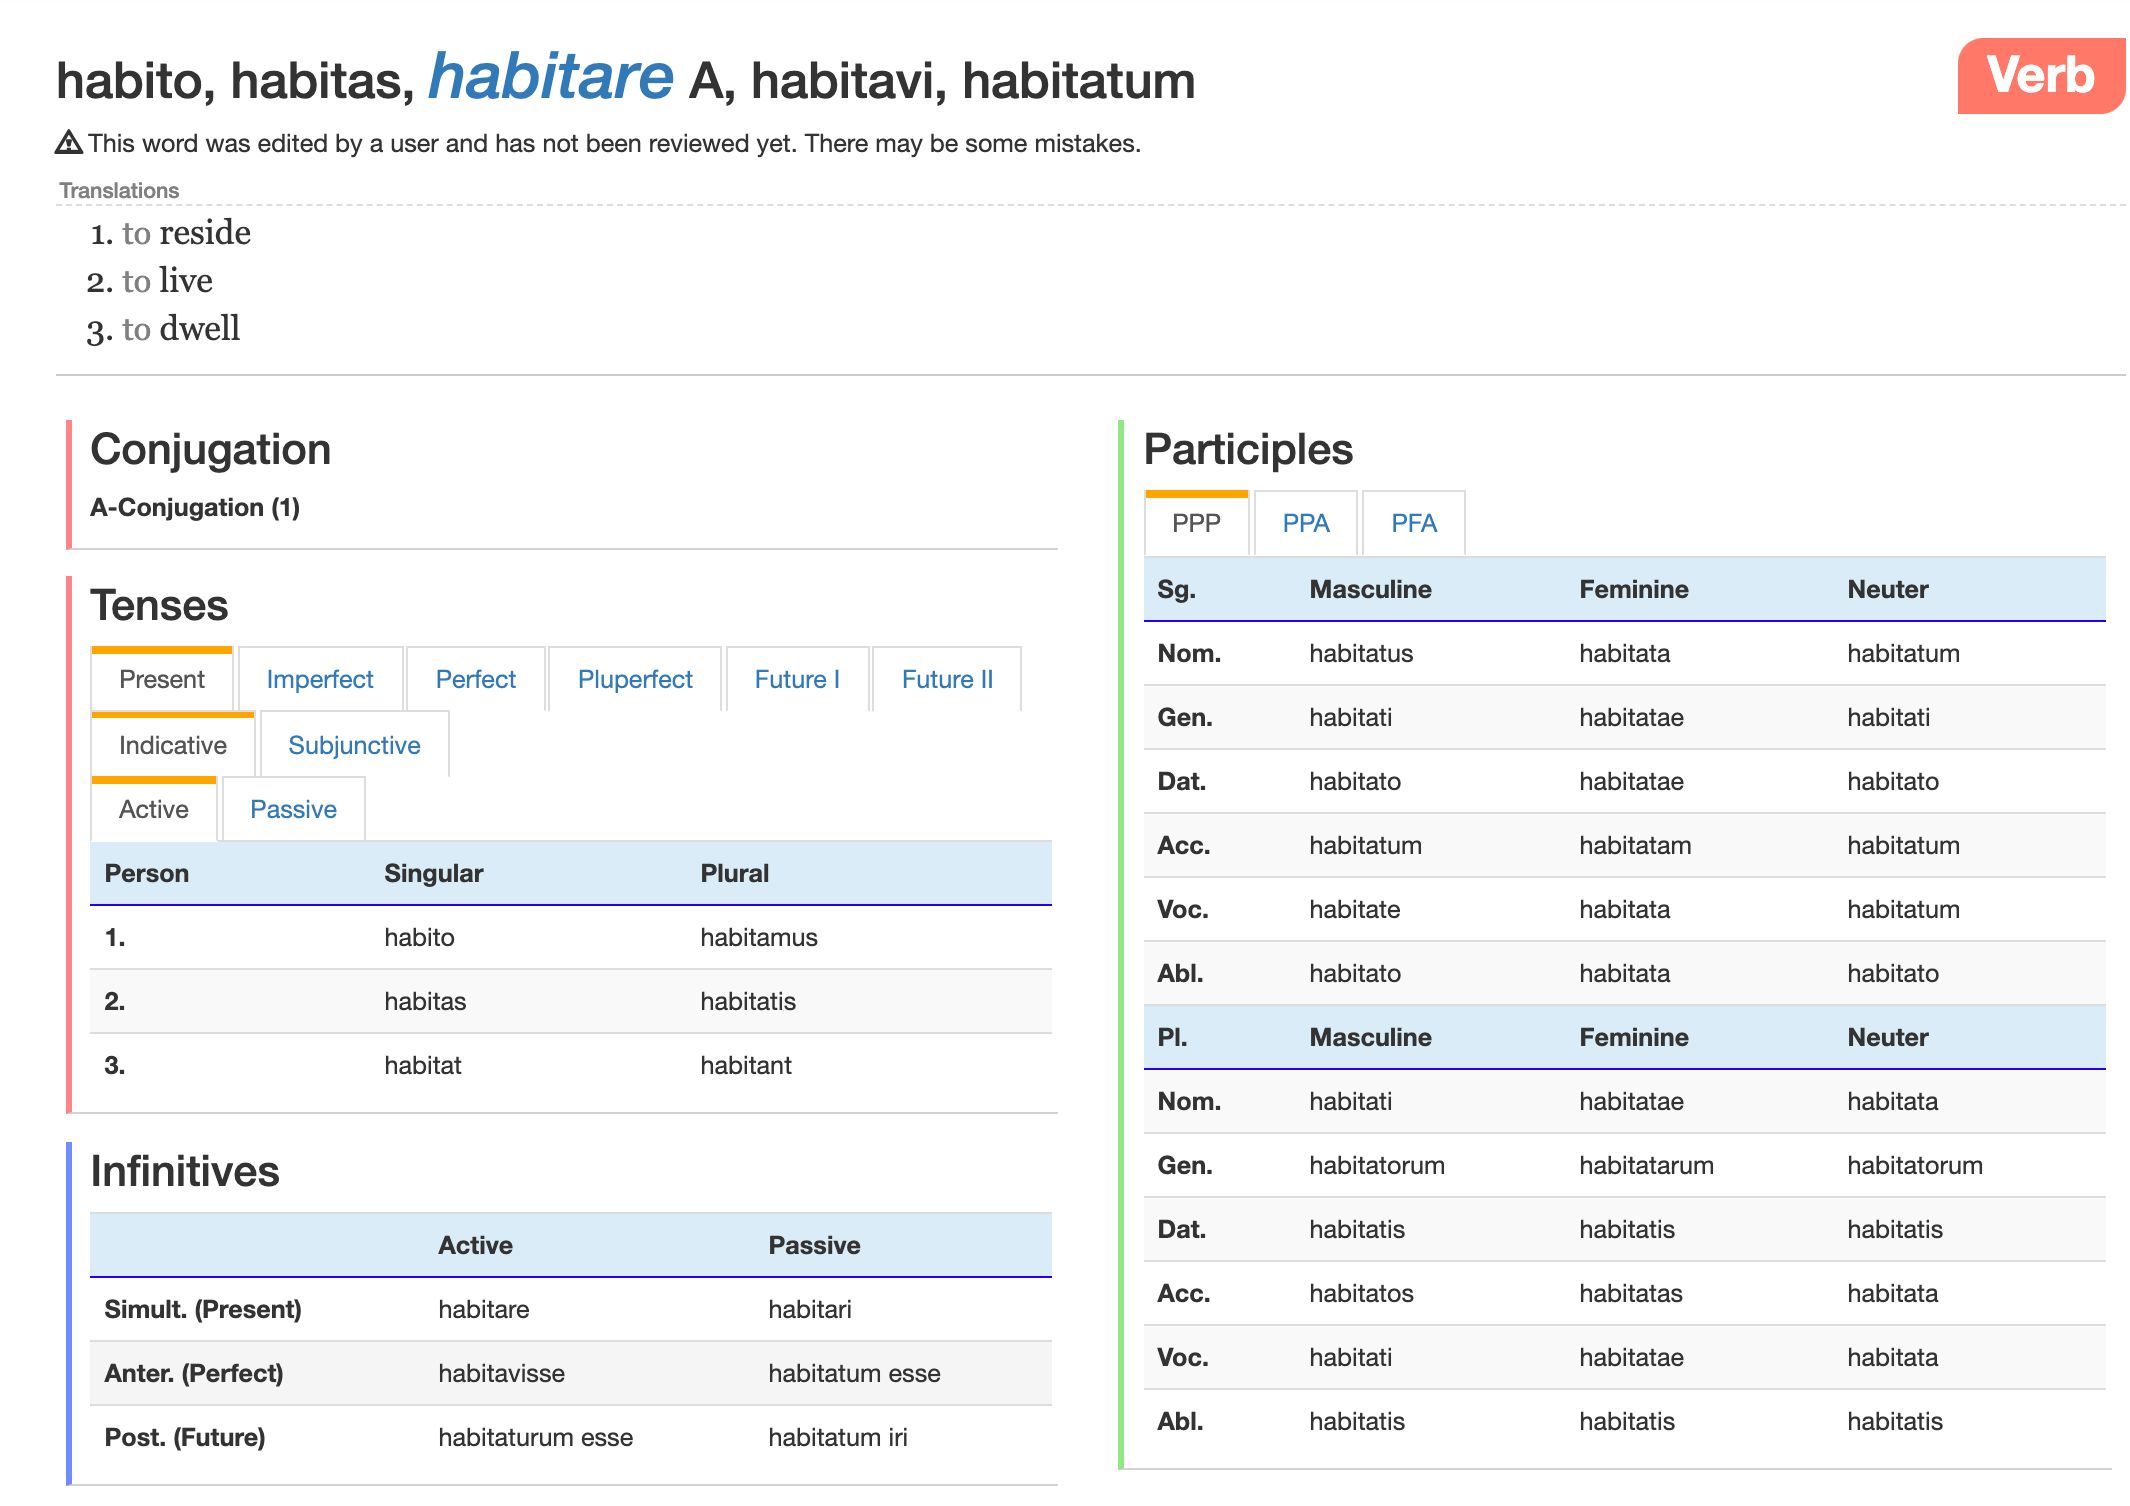 habito, habitas, habitare A, habitavi, habitatum
Verb
This word was edited by a user and has not been reviewed yet. There may be some mistakes.
Translations
1. to reside
2. to live
3. to dwell
Conjugation
A-Conjugation (1)
Tenses
Present Imperfect Perfect Pluperfect Future I Future II
Indicative Subjunctive
Active Passive
Person Singular Plural
1. habito habitamus
2. habitas habitatis
3. habitat habitant
Infinitives
Active Passive
Simult. (Present) habitare habitari
Anter. (Perfect) habitavisse habitatum esse
Post. (Future) habitaturum esse habitatum iri
Participles
PPP PPA PFA
Sg. Masculine Feminine Neuter
Nom. habitatus habitata habitatum
Gen. habitati habitatae habitati
Dat. habitato habitatae habitato
Acc. habitatum habitatam habitatum
Voc. habitate habitata habitatum
Abl. habitato habitata habitato
Pl. Masculine Feminine Neuter
Nom. habitati habitatae habitata
Gen. habitatorum habitatarum habitatorum
Dat. habitatis habitatis habitatis
Acc. habitatos habitatas habitata
Voc. habitati habitatae habitata
Abl. habitatis habitatis habitatis